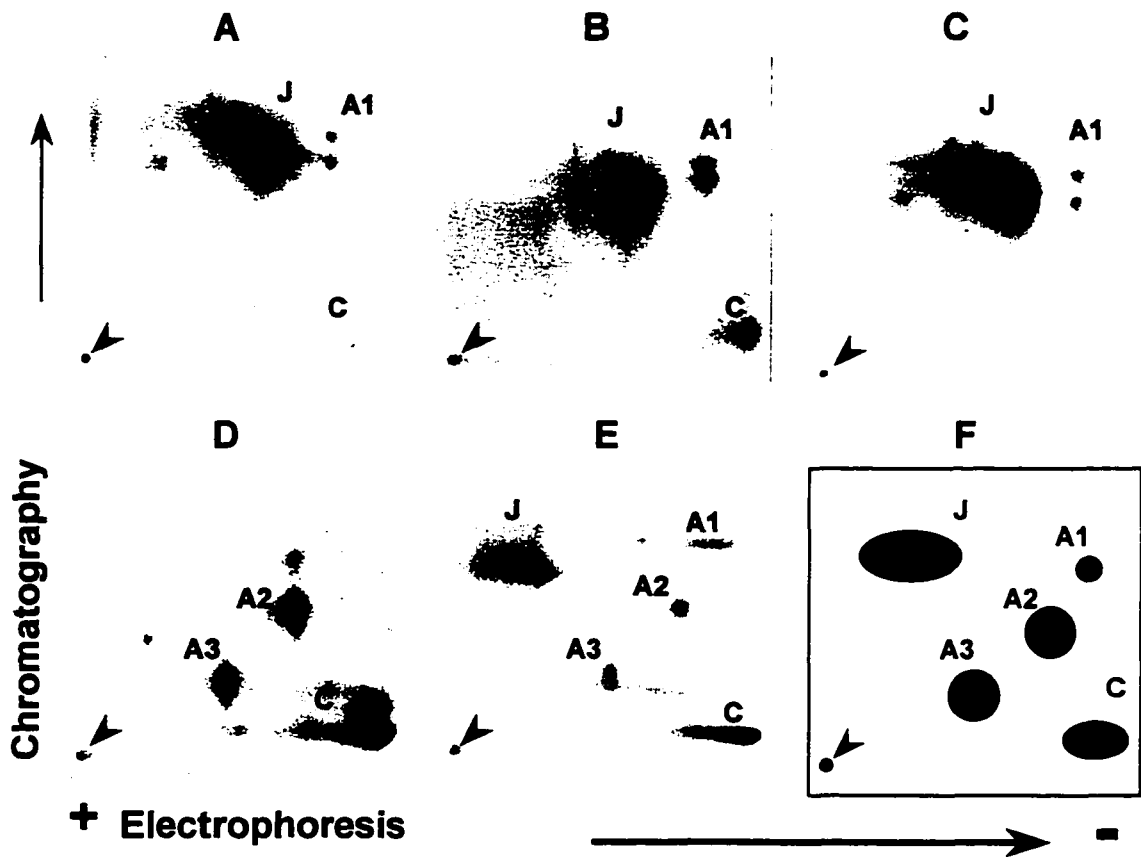 A B C
J A1
J A1
J A1
C
C
D E F
J
J A1
A1
A2
A2
A2
A3
A3
A3
C
C
C
Chromatography
+ Electrophoresis -